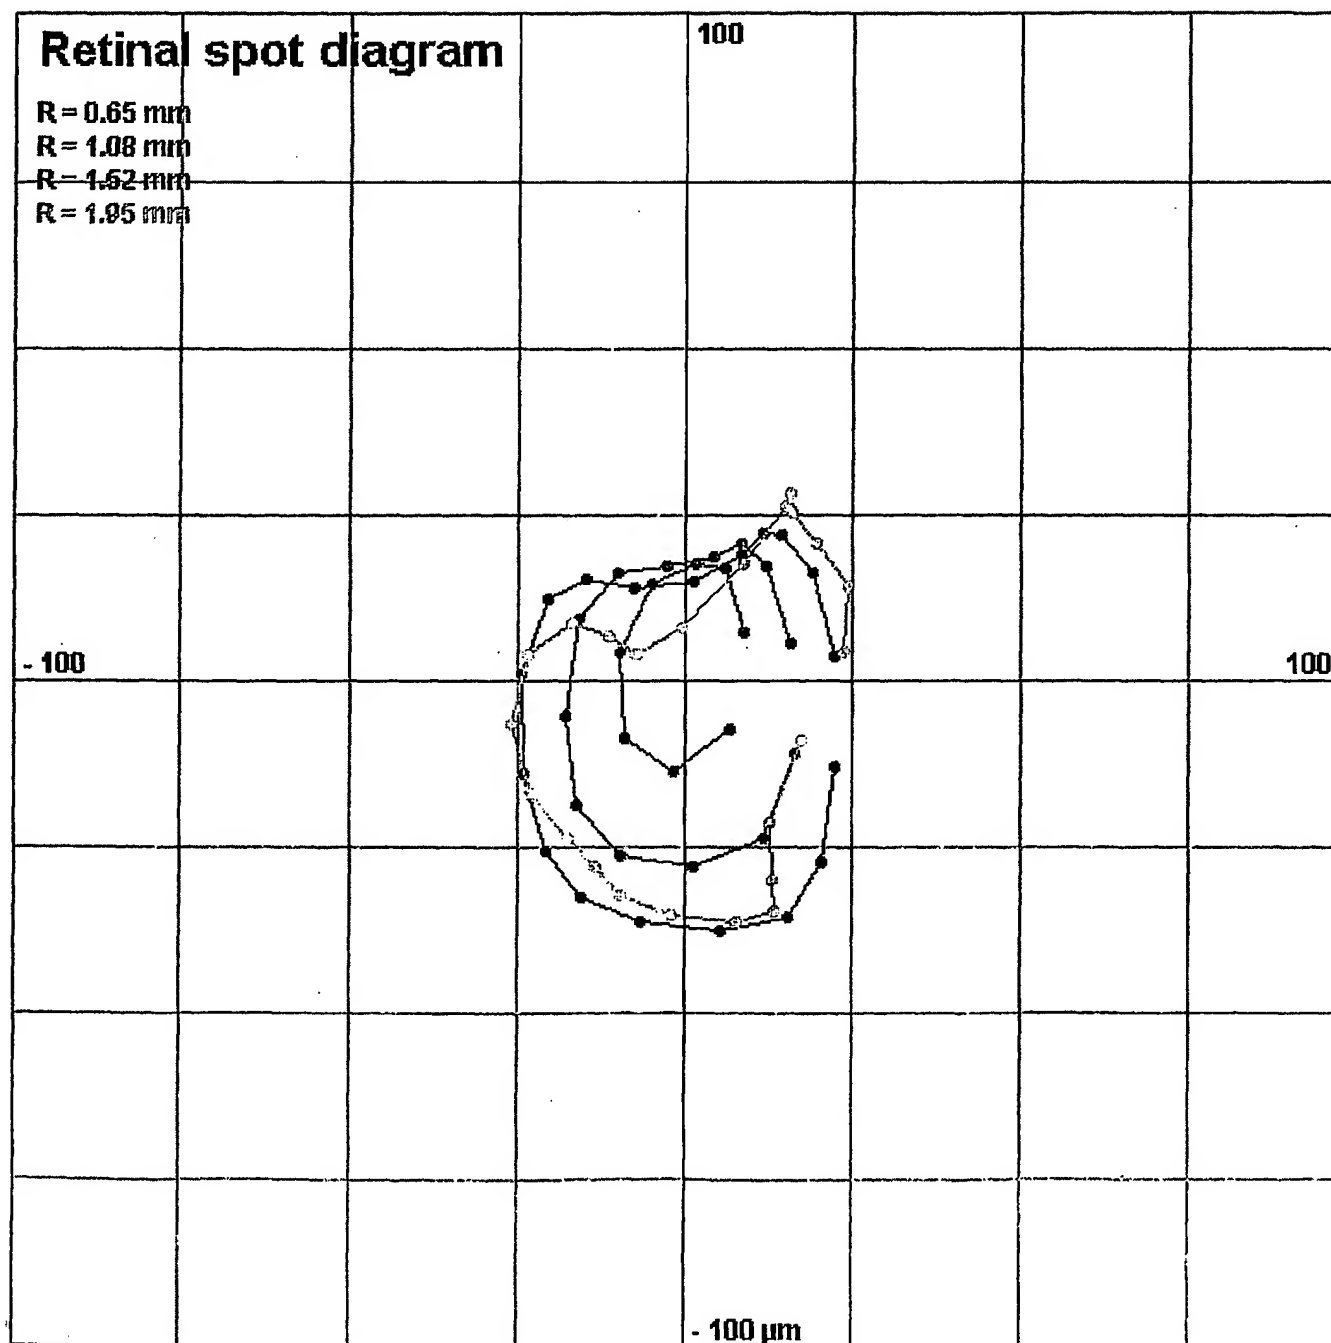 Retinal spot diagram
100
R = 0.65 mm
R = 1.08 mm
R = 1.52 mm
R = 1.95 mm
- 100
100
- 100 µm